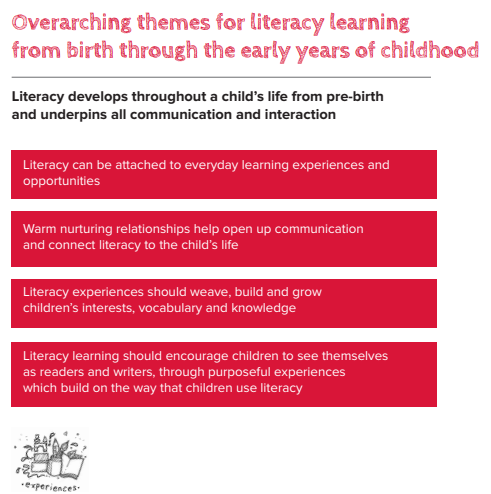 Overarching themes for literacy learning
from birth through the early years of childhood
Literacy develops throughout a child's life from pre-birth
and underpins all communication and interaction
Literacy can be attached to everyday learning experiences and
opportunities
Warm nurturing relationships help open up communication
and connect literacy to the child's life
Literacy experiences should weave, build and grow
children's interests, vocabulary and knowledge
Literacy learning should encourage children to see themselves
as readers and writers, through purposeful experiences
which build on the way that children use literacy
•experiences•